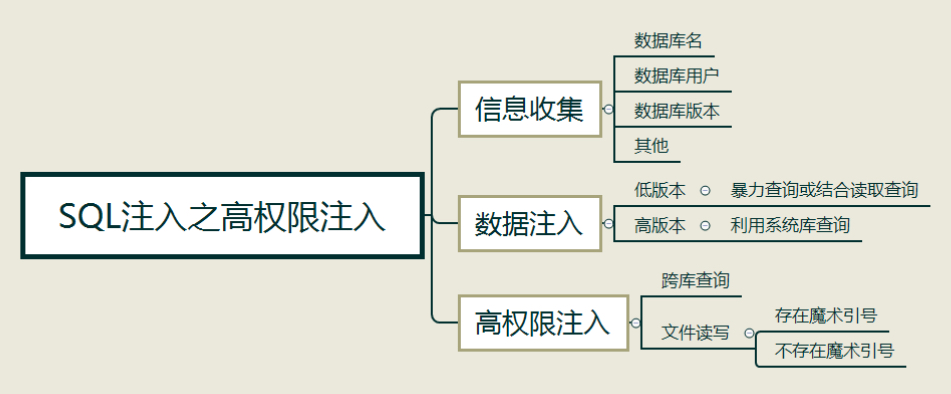 SQL注入之高权限注入
信息收集
数据库名
数据库用户
数据库版本
其他
数据注入
低版本
暴力查询或结合读取查询
高版本
利用系统库查询
高权限注入
跨库查询
文件读写
存在魔术引号
不存在魔术引号